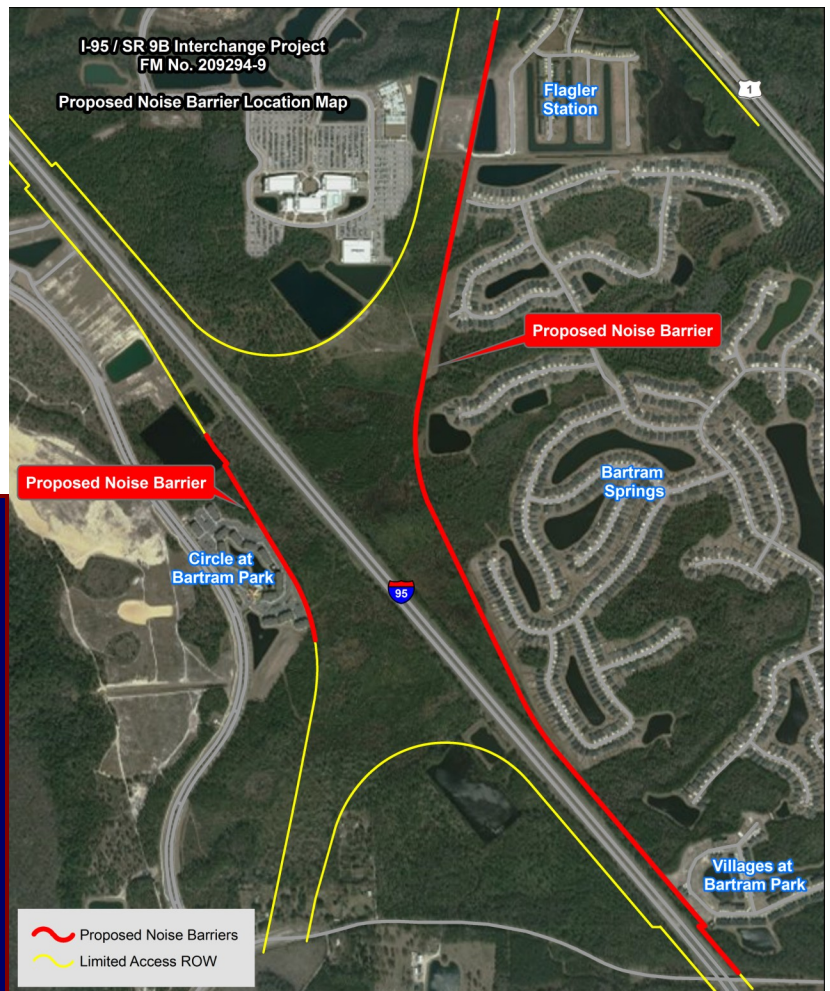 I-95 / SR 9B Interchange Project
FM No. 209294-9
Proposed Noise Barrier Location Map
Flagler
Station
1
Proposed Noise Barrier
Bartram
Springs
Proposed Noise Barrier
Circle at
Bartram Park
95
Villages at
Bartram Park
Proposed Noise Barriers
Limited Access ROW